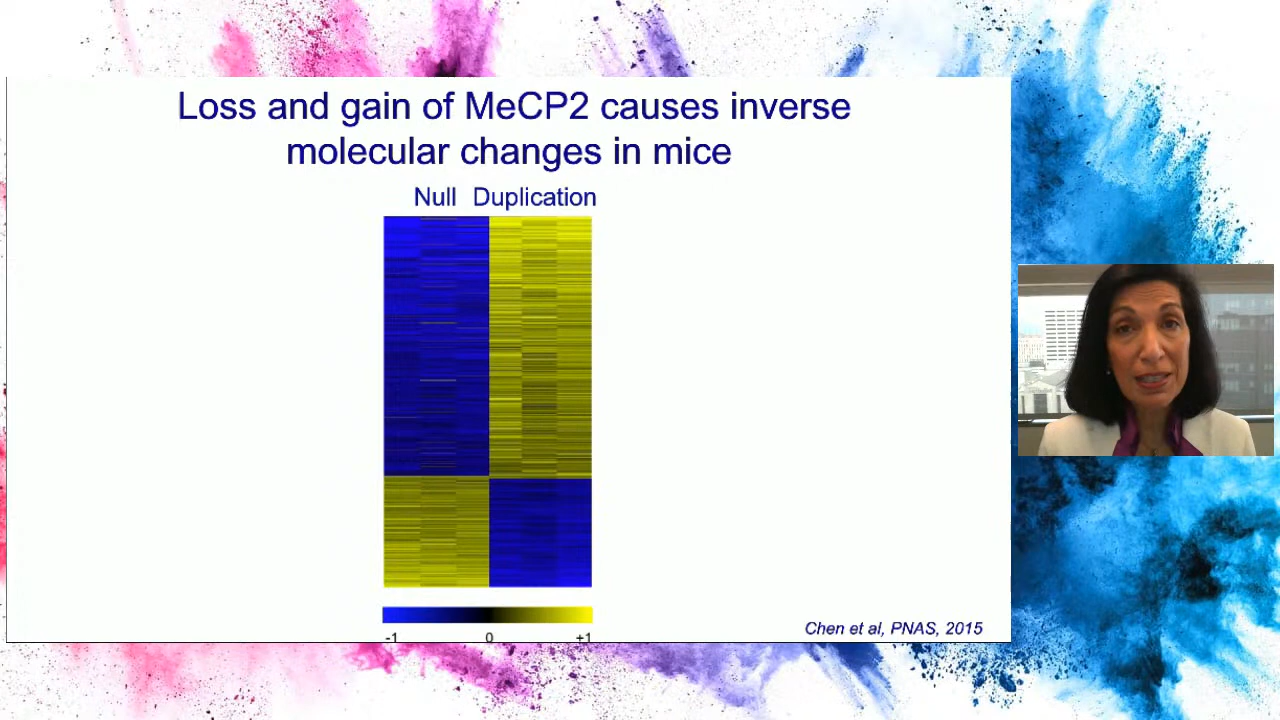 Loss and gain of MeCP2 causes inverse
molecular changes in mice
Null Duplication
-1 0 +1
Chen et al, PNAS, 2015